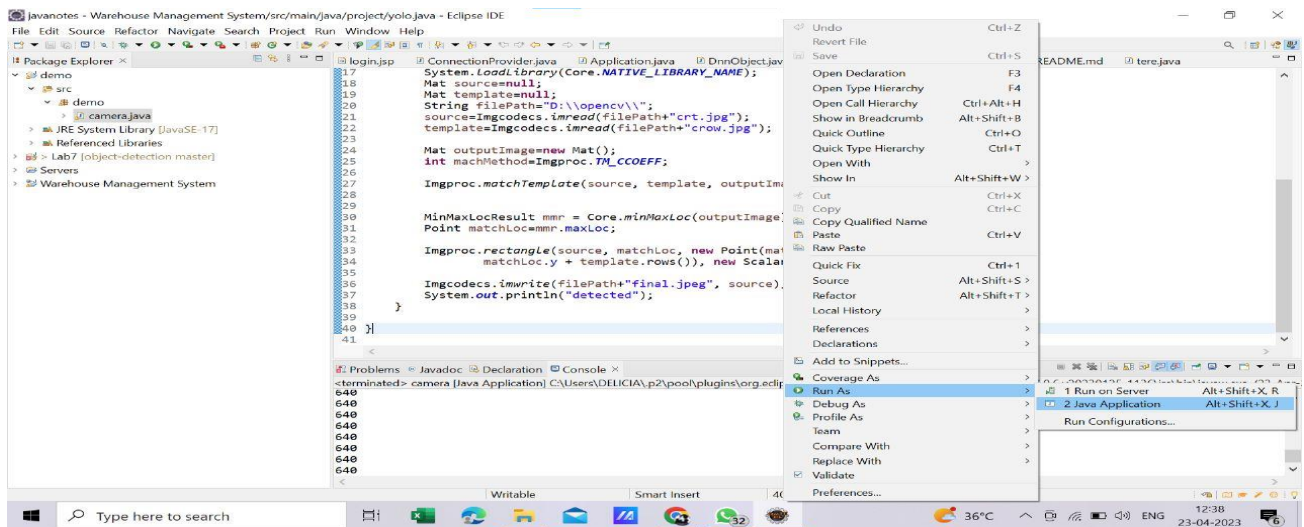 javanotes - Warehouse Management System/src/main/java/project/yolo.java - Eclipse IDE
File Edit Source Refactor Navigate Search Project Run Window Help
Package Explorer
demo
src
demo
camera.java
JRE System Library [JavaSE-17]
Referenced Libraries
> Lab7 [object-detection master]
Servers
Warehouse Management System
login.jsp ConnectionProvider.java Application.java DnnObject.jav
README.md tere.java
17 System.loadLibrary(Core.NATIVE_LIBRARY_NAME);
18 Mat source=null;
19 Mat template=null;
20 String filePath="D:\\opencv\\";
21 source=Imgcodecs.imread(filePath+"crt.jpg");
22 template=Imgcodecs.imread(filePath+"crow.jpg");
23
24 Mat outputImage=new Mat();
25 int machMethod=Imgproc.TM_CCOEFF;
26
27 Imgproc.matchTemplate(source, template, outputIma
28
29
30 MinMaxLocResult mmr = Core.minMaxLoc(outputImage
31 Point matchLoc=mmr.maxLoc;
32
33 Imgproc.rectangle(source, matchLoc, new Point(mat
34 matchLoc.y + template.rows()), new Scalar
35
36 Imgcodecs.imwrite(filePath+"final.jpeg", source)
37 System.out.println("detected");
38 }
39
40 }
41
Problems Javadoc Declaration Console
<terminated> camera [Java Application] C:\Users\DELICIA\.p2\pool\plugins\org.eclip
640
640
640
640
640
640
640
640
Undo Ctrl+Z
Revert File
Save Ctrl+S
Open Declaration F3
Open Type Hierarchy F4
Open Call Hierarchy Ctrl+Alt+H
Show in Breadcrumb Alt+Shift+B
Quick Outline Ctrl+O
Quick Type Hierarchy Ctrl+T
Open With >
Show In Alt+Shift+W >
Cut Ctrl+X
Copy Ctrl+C
Copy Qualified Name
Paste Ctrl+V
Raw Paste
Quick Fix Ctrl+1
Source Alt+Shift+S >
Refactor Alt+Shift+T >
Local History >
References >
Declarations >
Add to Snippets...
Coverage As >
Run As >
Debug As >
Profile As >
Team >
Compare With >
Replace With >
Validate
Preferences...
1 Run on Server Alt+Shift+X, R
2 Java Application Alt+Shift+X, J
Run Configurations...
Writable Smart Insert 40
Type here to search
32
36°C ENG 12:38
23-04-2023
6